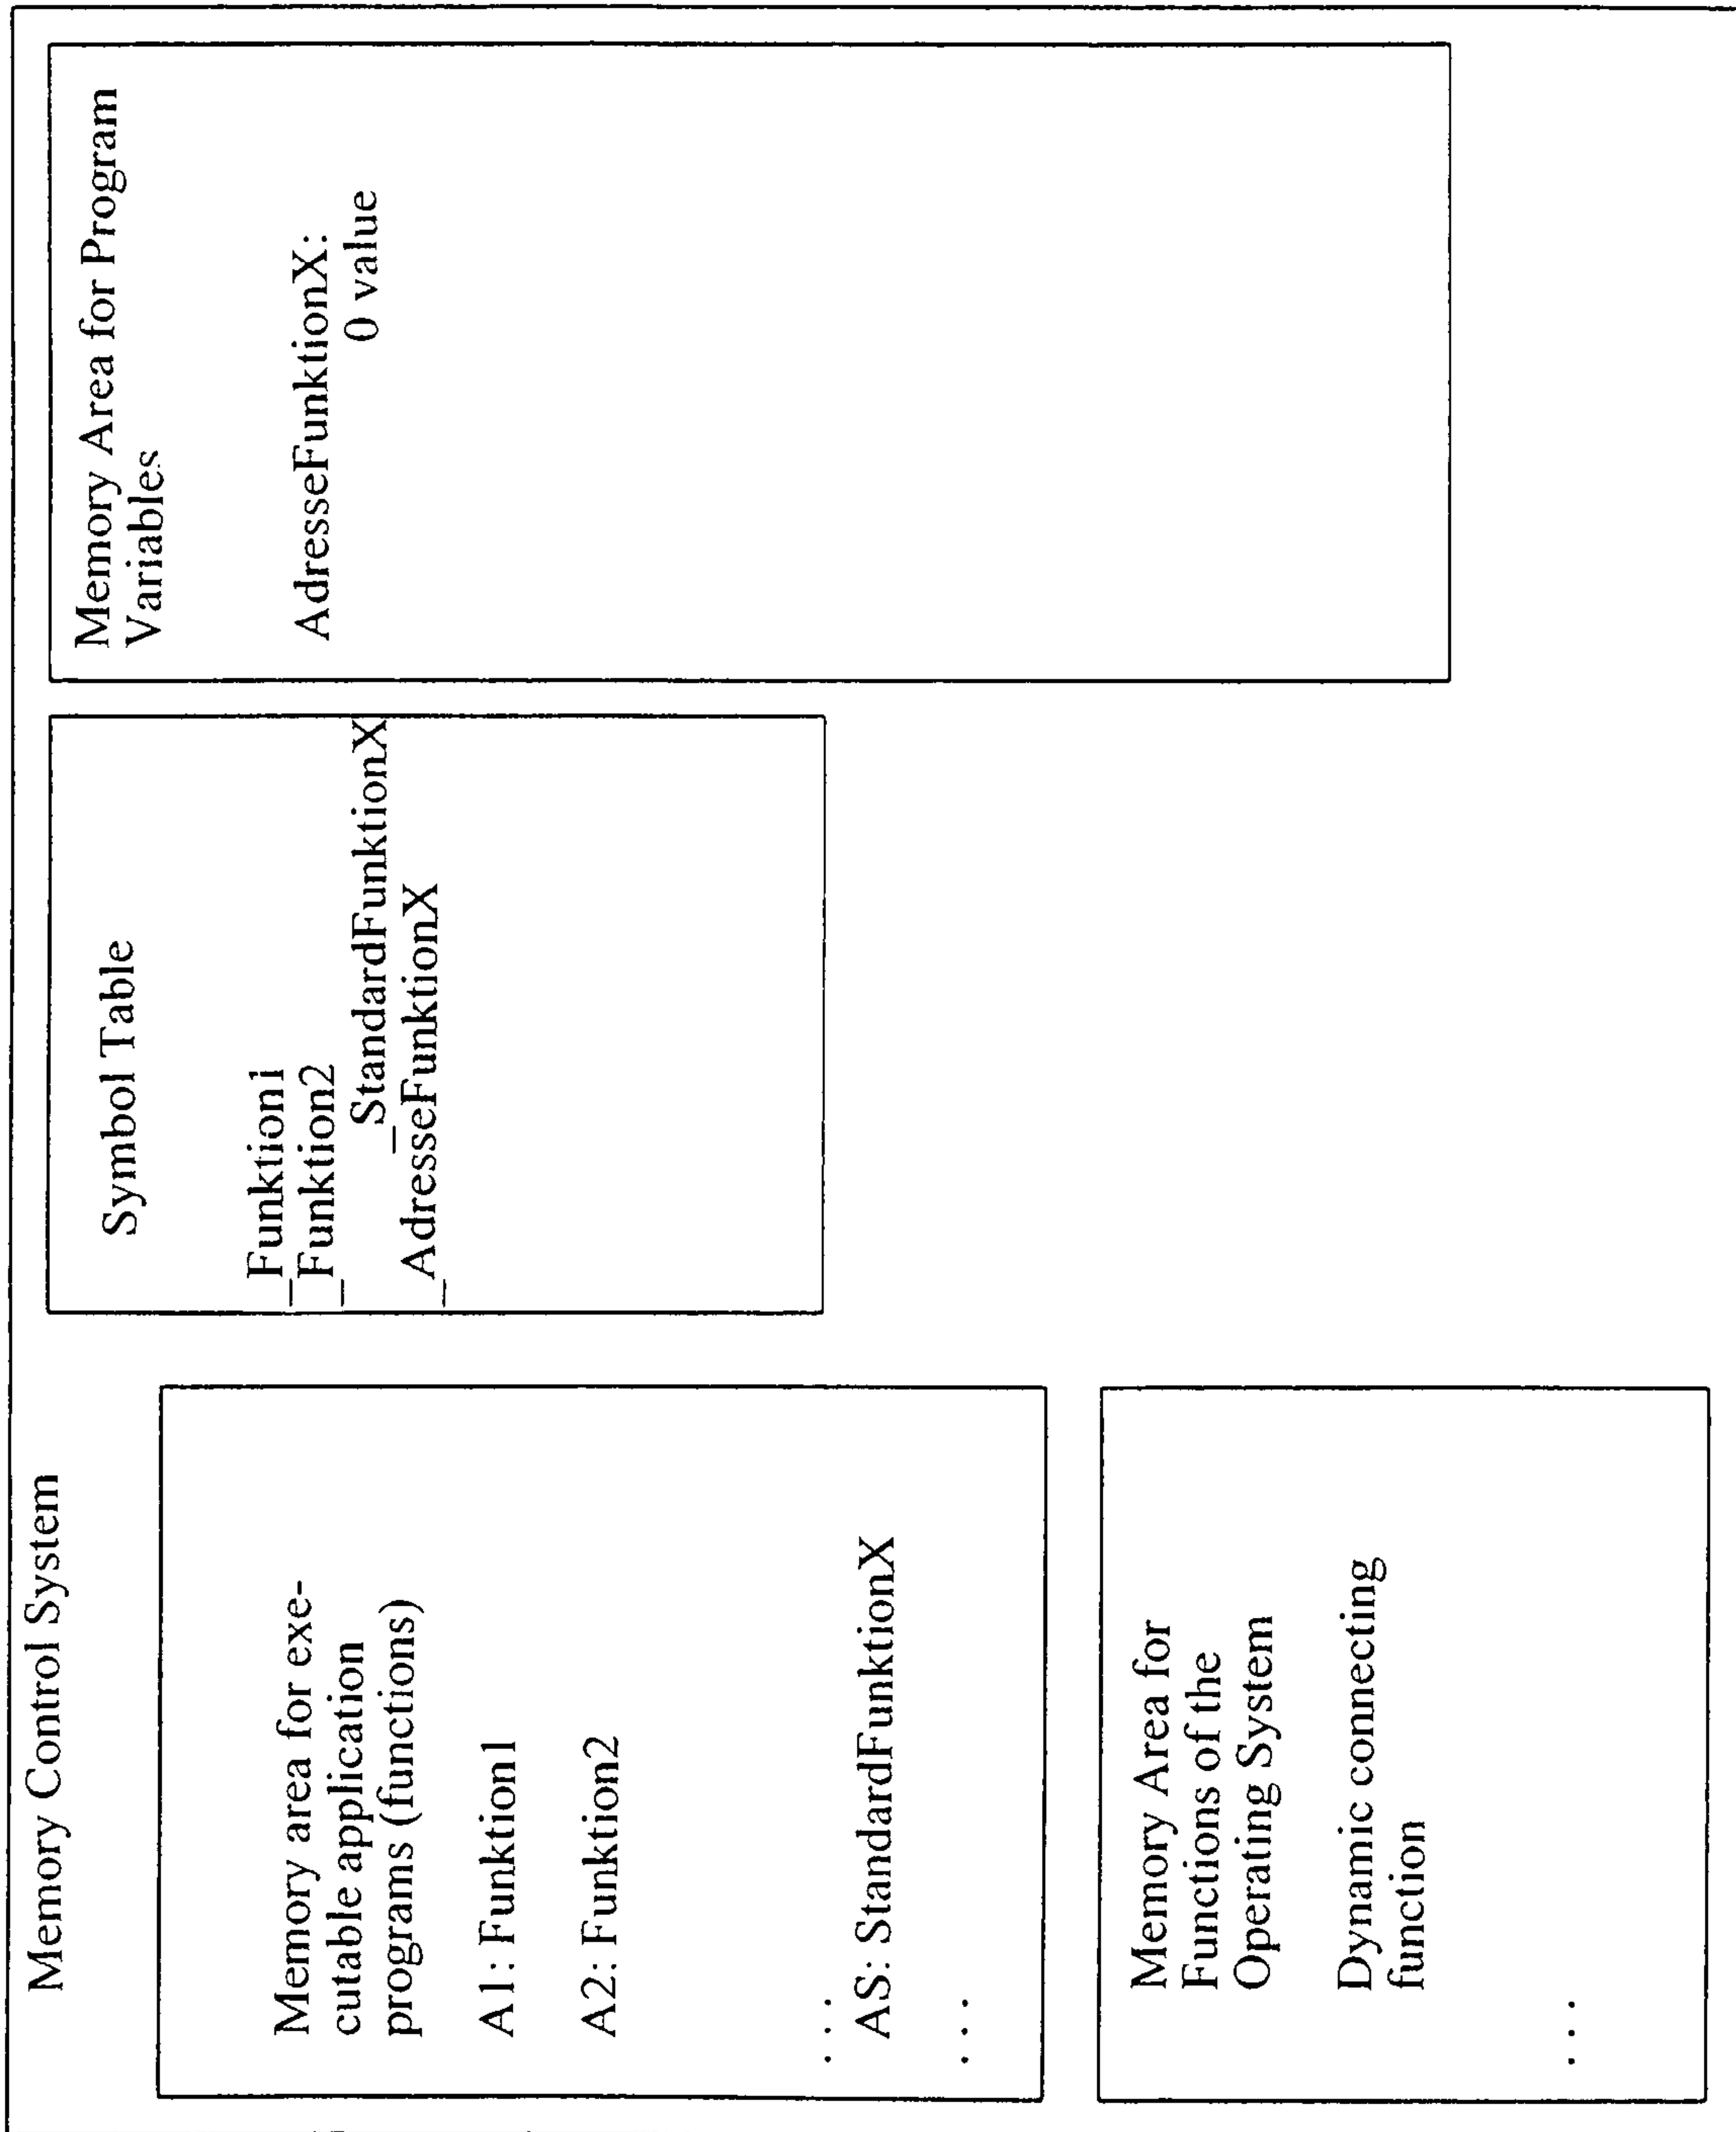 Memory Control System
Memory area for exe-
cutable application
programs (functions)
A1: Funktion1
A2: Funktion2
...
AS: StandardFunktionX
...
Memory Area for
Functions of the
Operating System
Dynamic connecting
function
...
Symbol Table
_Funktion1
_Funktion2
_StandardFunktionX
_AdresseFunktionX
Memory Area for Program
Variables
AdresseFunktionX:
0 value